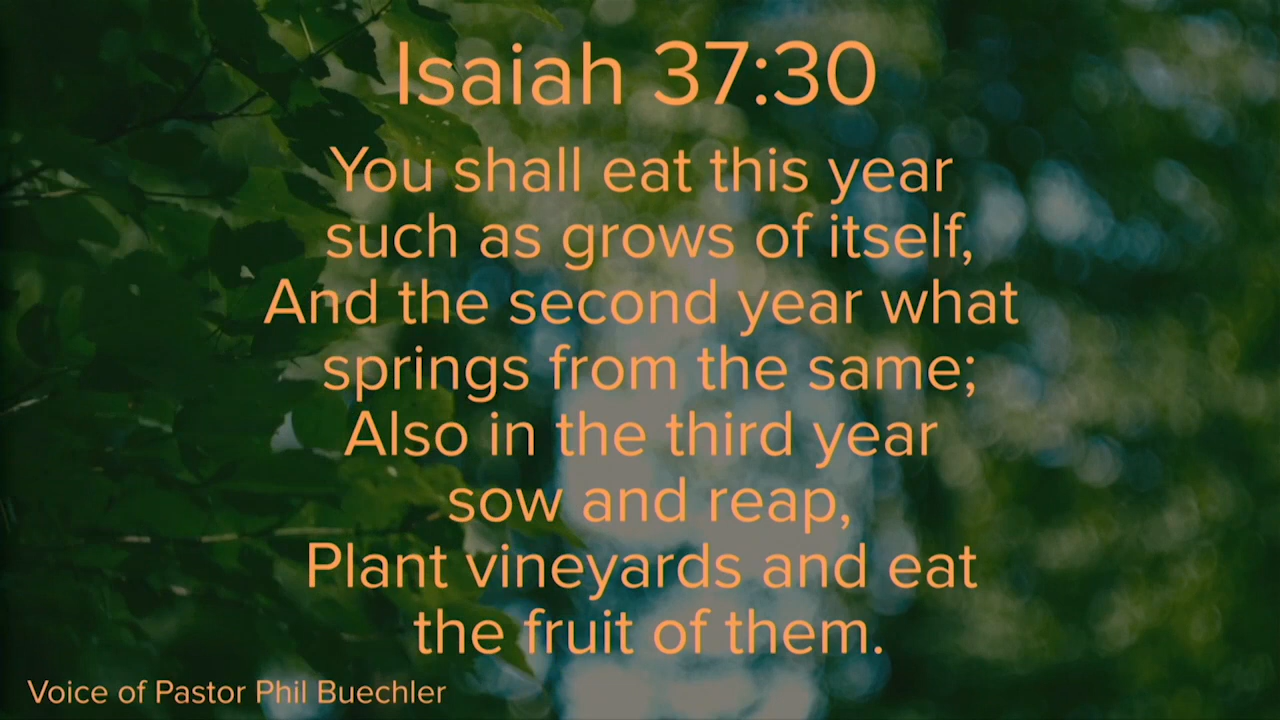 Isaiah 37:30
You shall eat this year
such as grows of itself,
And the second year what
springs from the same;
Also in the third year
sow and reap,
Plant vineyards and eat
the fruit of them.
Voice of Pastor Phil Buechler